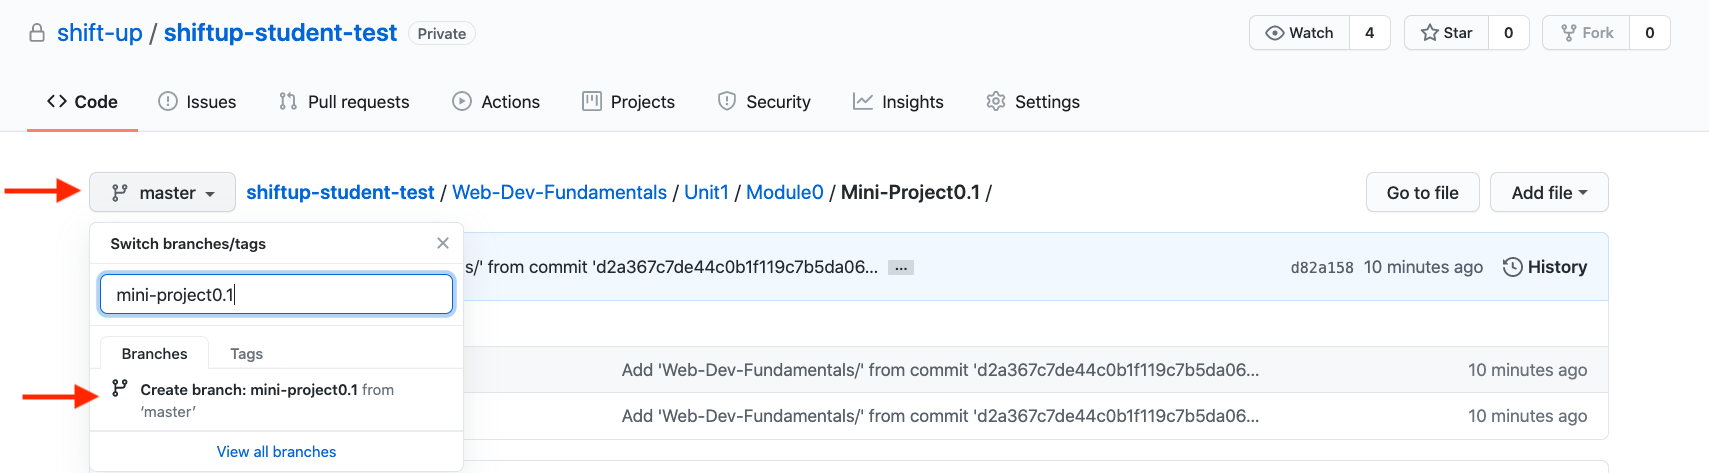 shift-up / shiftup-student-test Private Watch 4 Star 0 Fork 0
Code Issues Pull requests Actions Projects Security Insights Settings
master shiftup-student-test / Web-Dev-Fundamentals / Unit1 / Module0 / Mini-Project0.1 / Go to file Add file
Switch branches/tags
s/' from commit 'd2a367c7de44c0b1f119c7b5da06... ... d82a158 10 minutes ago History
mini-project0.1
Branches Tags
Add 'Web-Dev-Fundamentals/' from commit 'd2a367c7de44c0b1f119c7b5da06... 10 minutes ago
Create branch: mini-project0.1 from
'master'
Add 'Web-Dev-Fundamentals/' from commit 'd2a367c7de44c0b1f119c7b5da06... 10 minutes ago
View all branches